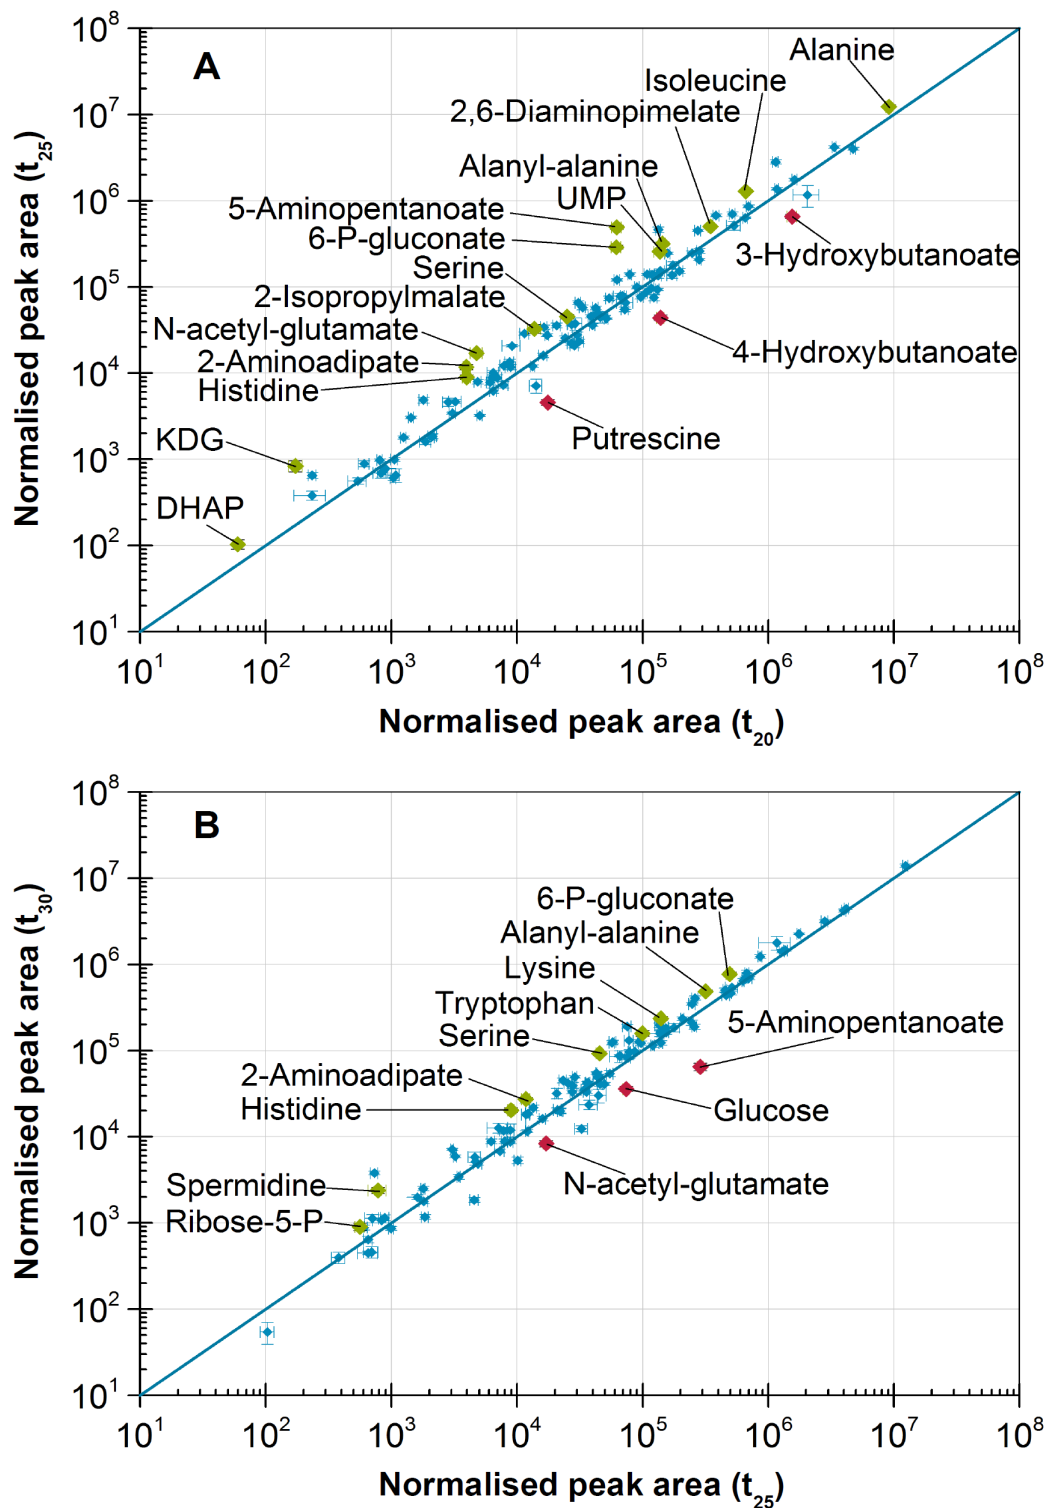 A
Normalised peak area (t25)
10⁸
10⁷
10⁶
10⁵
10⁴
10³
10²
10¹
Alanine
Isoleucine
2,6-Diaminopimelate
Alanyl-alanine
UMP
5-Aminopentanoate
6-P-gluconate
Serine
2-Isopropylmalate
N-acetyl-glutamate
2-Aminoadipate
Histidine
KDG
DHAP
3-Hydroxybutanoate
4-Hydroxybutanoate
Putrescine
10¹ 10² 10³ 10⁴ 10⁵ 10⁶ 10⁷ 10⁸
Normalised peak area (t20)
B
Normalised peak area (t30)
10⁸
10⁷
10⁶
10⁵
10⁴
10³
10²
10¹
6-P-gluconate
Alanyl-alanine
Lysine
Tryptophan
Serine
2-Aminoadipate
Histidine
Spermidine
Ribose-5-P
5-Aminopentanoate
Glucose
N-acetyl-glutamate
10¹ 10² 10³ 10⁴ 10⁵ 10⁶ 10⁷ 10⁸
Normalised peak area (t25)